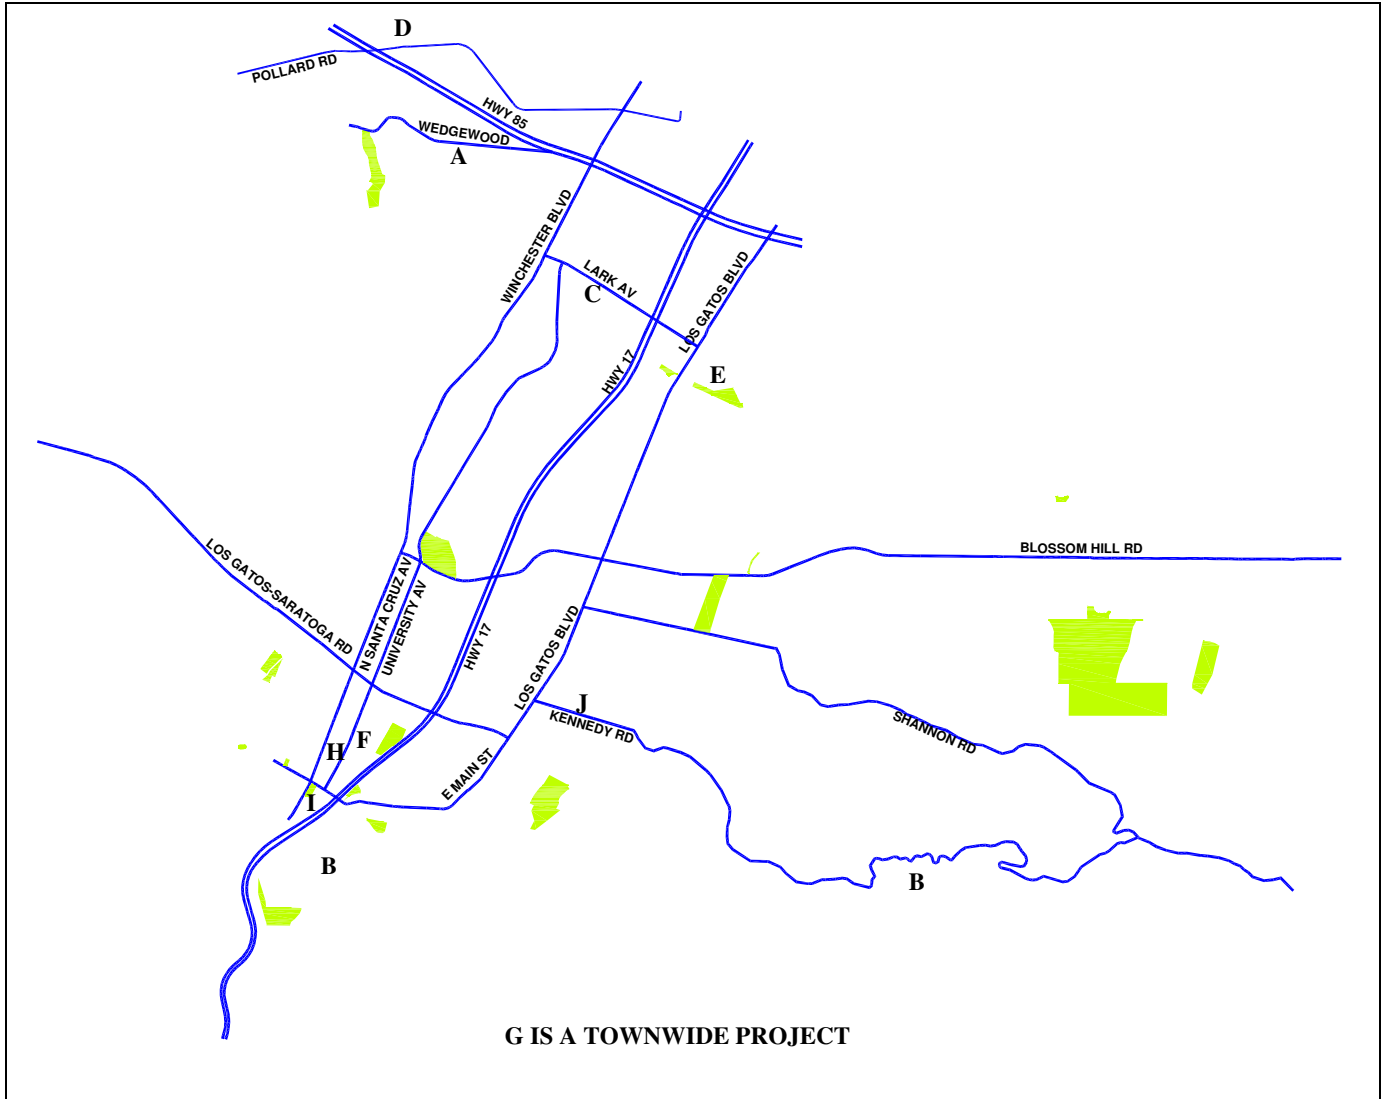 D
POLLARD RD
HWY 85
WEDGEWOOD
A
WINCHESTER BLVD
LARK AV
C
LOS GATOS BLVD
HWY 17
E
BLOSSOM HILL RD
LOS GATOS-SARATOGA RD
N SANTA CRUZ AV
UNIVERSITY AV
HWY 17
LOS GATOS BLVD
J
KENNEDY RD
SHANNON RD
F
H
E MAIN ST
I
B
B
G IS A TOWNWIDE PROJECT